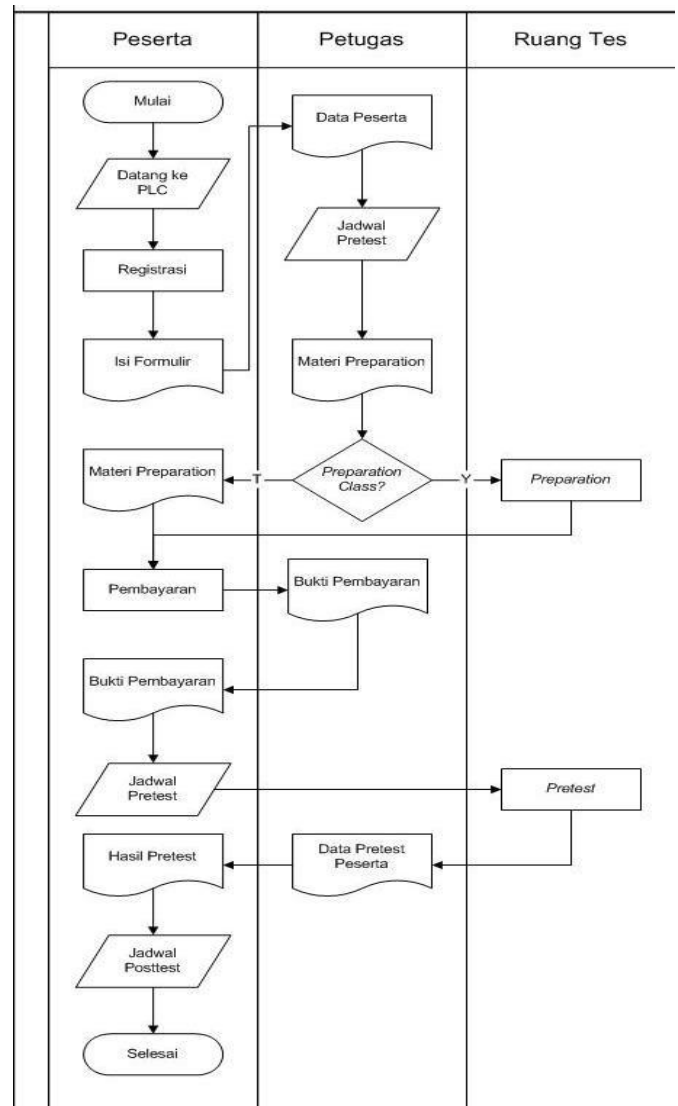 Peserta
Petugas
Ruang Tes
Mulai
Datang ke
PLC
Registrasi
Isi Formulir
Data Peserta
Jadwal
Pretest
Materi Preparation
Preparation
Class?
T
Y
Materi Preparation
Preparation
Pembayaran
Bukti Pembayaran
Bukti Pembayaran
Jadwal
Pretest
Pretest
Data Pretest
Peserta
Hasil Pretest
Jadwal
Posttest
Selesai